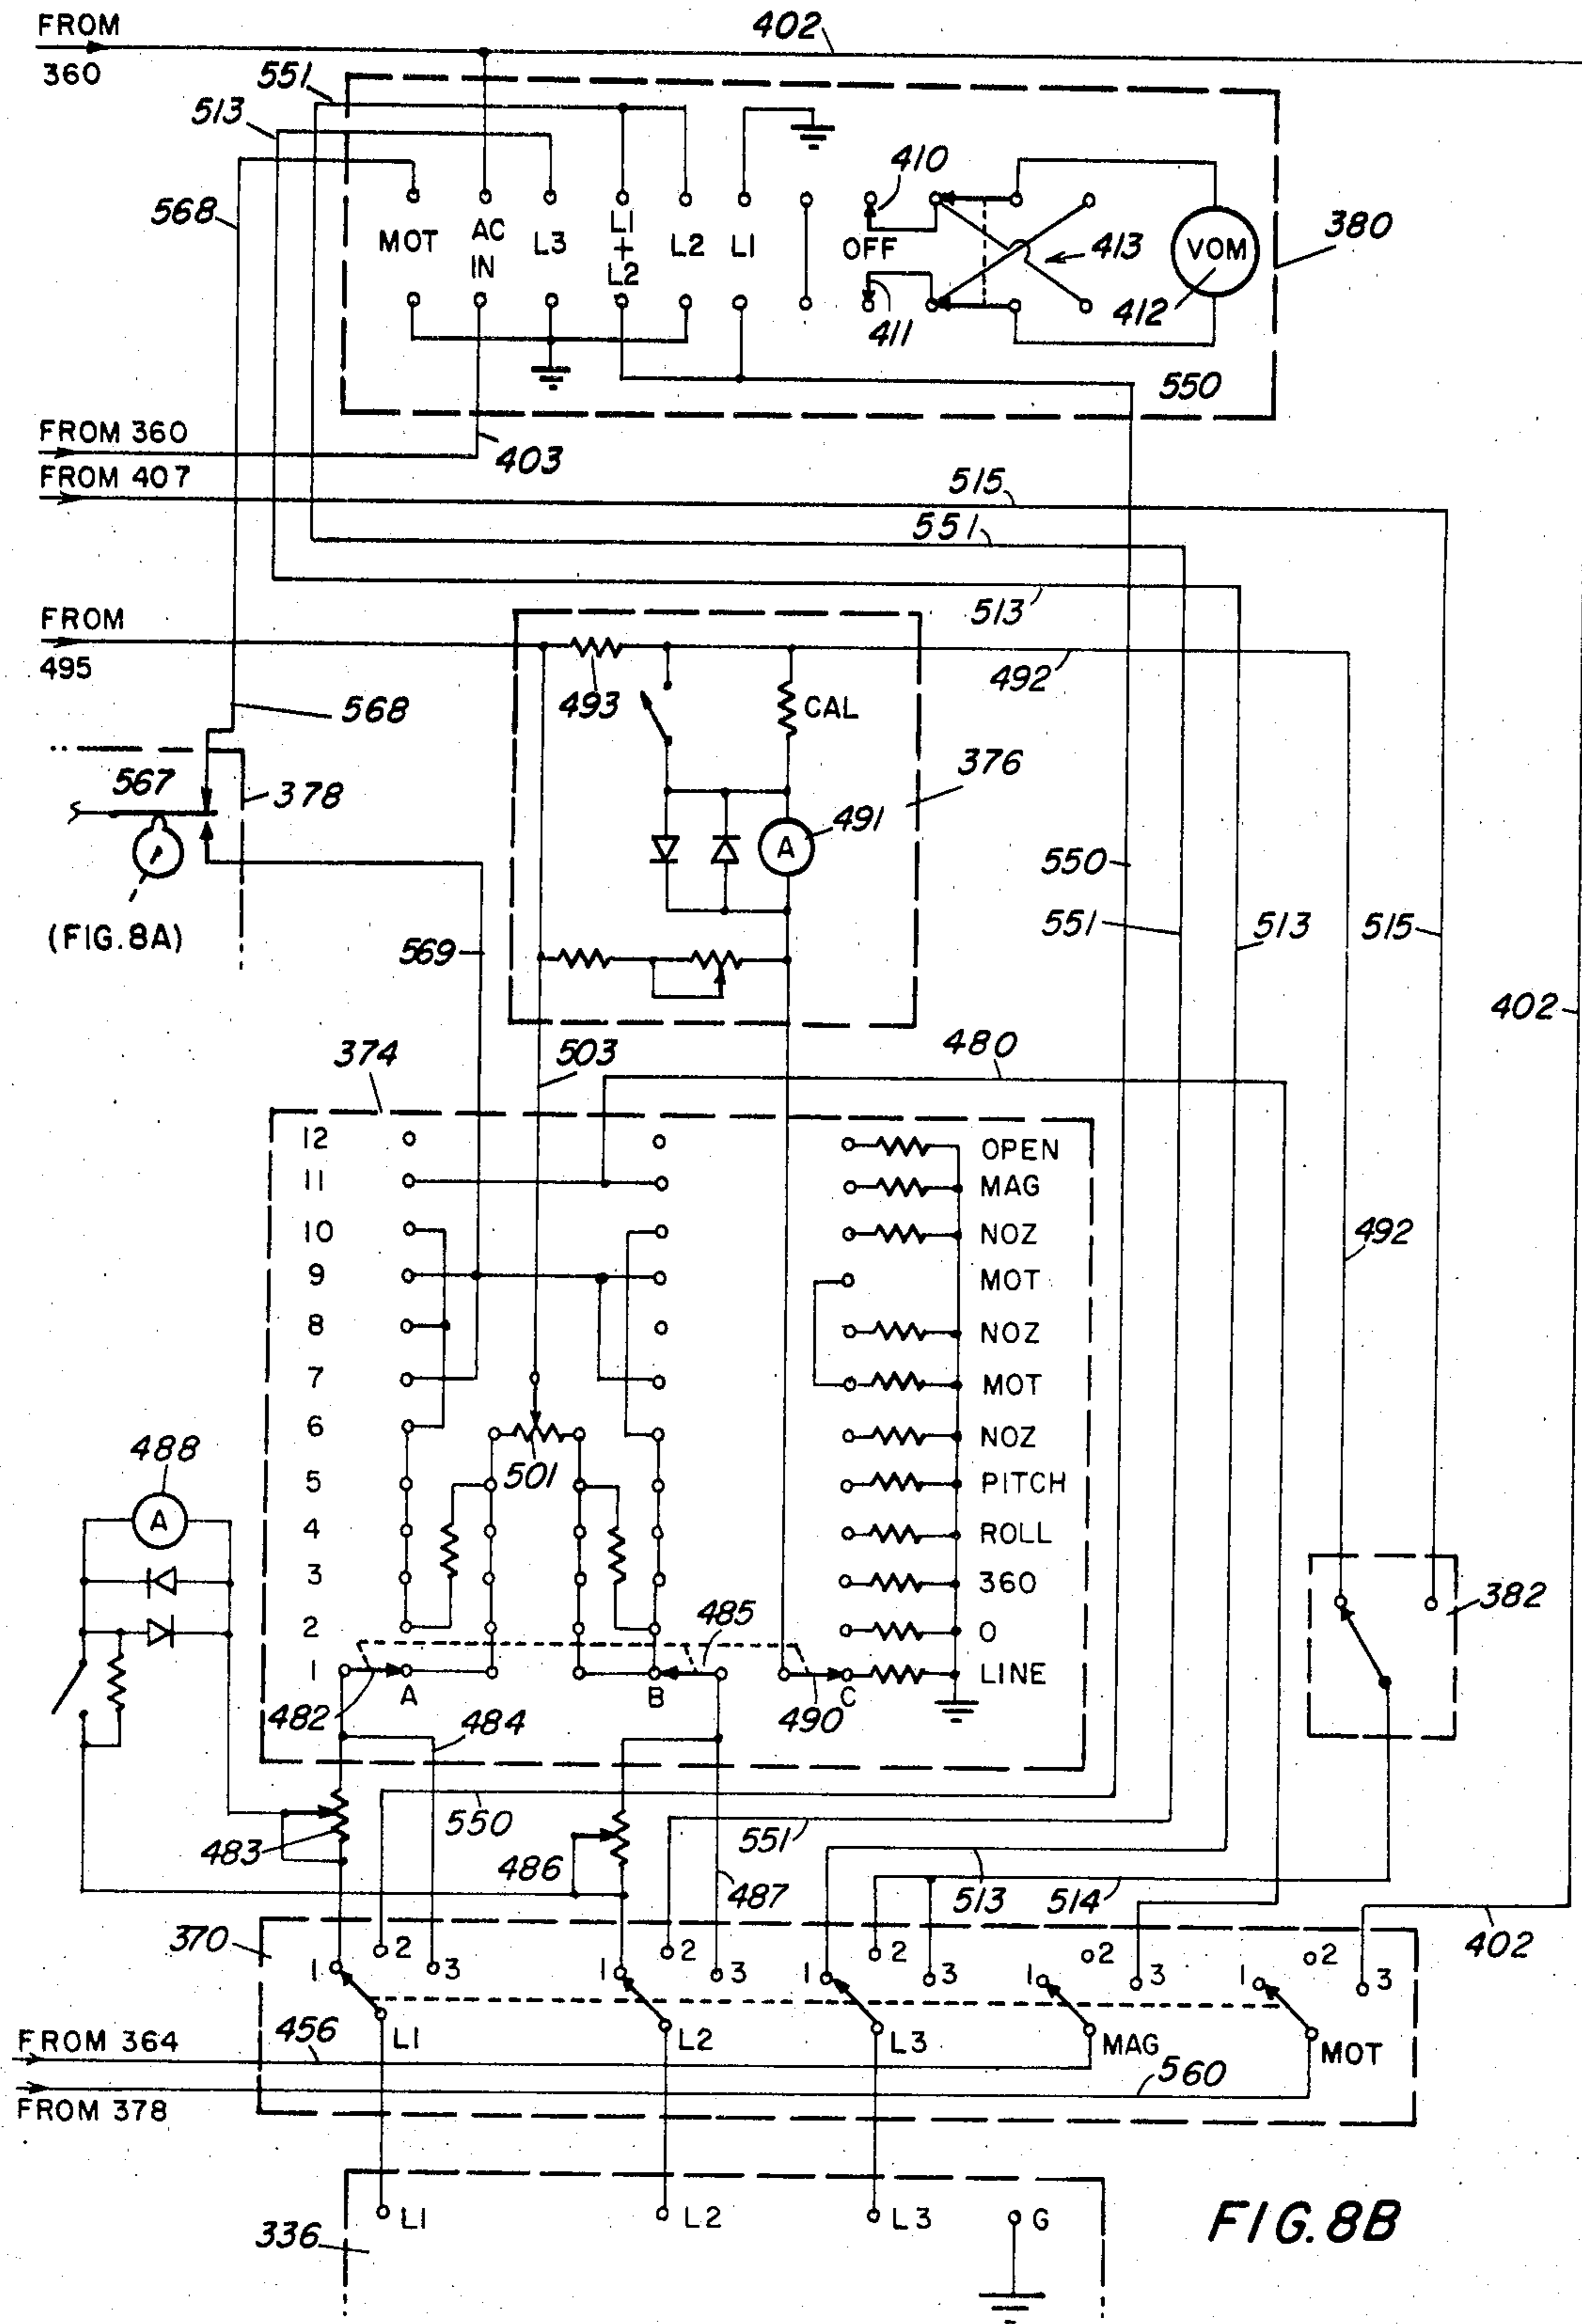 FROM
360
402
551
513
568
MOT
AC
IN
L3
L1
+
L2
L2
L1
OFF
410
411
413
412
VOM
380
550
FROM 360
403
FROM 407
515
551
513
FROM
495
493
492
CAL
568
567
378
376
491
A
(FIG. 8A)
569
550
551
513
515
402
374
503
480
12
OPEN
11
MAG
10
NOZ
492
9
MOT
8
NOZ
7
MOT
6
NOZ
501
488
A
5
PITCH
4
ROLL
3
360
382
2
485
O
1
A
B
C
LINE
482
484
490
483
550
486
551
487
513
514
402
370
1
2
3
1
2
3
1
2
3
1
2
3
1
2
3
FROM 364
456
L1
L2
L3
MAG
MOT
560
FROM 378
L1
L2
L3
G
336
FIG. 8B